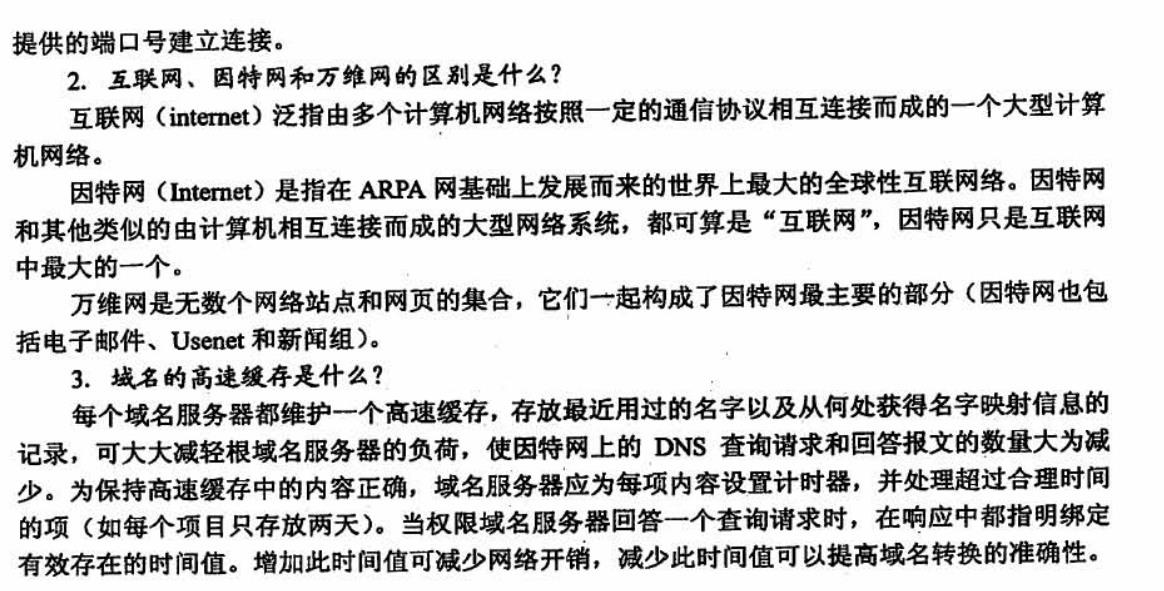 提供的端口号建立连接。
2. 互联网、因特网和万维网的区别是什么?
互联网（internet）泛指由多个计算机网络按照一定的通信协议相互连接而成的一个大型计算
机网络。
因特网（Internet）是指在 ARPA 网基础上发展而来的世界上最大的全球性互联网络。因特网
和其他类似的由计算机相互连接而成的大型网络系统，都可算是“互联网”，因特网只是互联网
中最大的一个。
万维网是无数个网络站点和网页的集合，它们一起构成了因特网最主要的部分（因特网也包
括电子邮件、Usenet 和新闻组）。
3. 域名的高速缓存是什么?
每个域名服务器都维护一个高速缓存，存放最近用过的名字以及从何处获得名字映射信息的
记录，可大大减轻根域名服务器的负荷，使因特网上的 DNS 查询请求和回答报文的数量大为减
少。为保持高速缓存中的内容正确，域名服务器应为每项内容设置计时器，并处理超过合理时间
的项（如每个项目只存放两天）。当权限域名服务器回答一个查询请求时，在响应中都指明绑定
有效存在的时间值。增加此时间值可减少网络开销，减少此时间值可以提高域名转换的准确性。